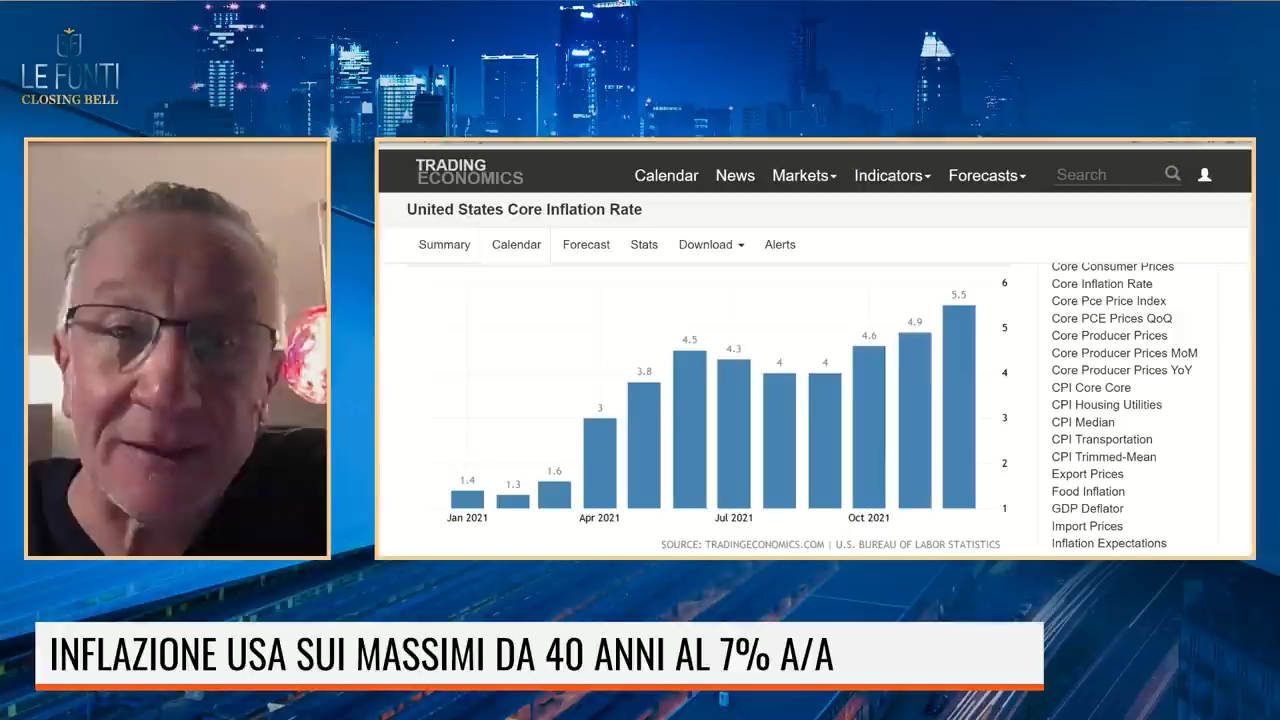 LE FONTI
CLOSING BELL
TRADING
ECONOMICS
Calendar News Markets Indicators Forecasts Search
United States Core Inflation Rate
Summary Calendar Forecast Stats Download Alerts
6
5
4
3
2
1
1.4 1.3 1.6 3 3.8 4.5 4.3 4 4 4.6 4.9 5.5
Jan 2021 Apr 2021 Jul 2021 Oct 2021
SOURCE: TRADINGECONOMICS.COM | U.S. BUREAU OF LABOR STATISTICS
Core Consumer Prices
Core Inflation Rate
Core Pce Price Index
Core PCE Prices QoQ
Core Producer Prices
Core Producer Prices MoM
Core Producer Prices YoY
CPI Core Core
CPI Housing Utilities
CPI Median
CPI Transportation
CPI Trimmed-Mean
Export Prices
Food Inflation
GDP Deflator
Import Prices
Inflation Expectations
INFLAZIONE USA SUI MASSIMI DA 40 ANNI AL 7% A/A